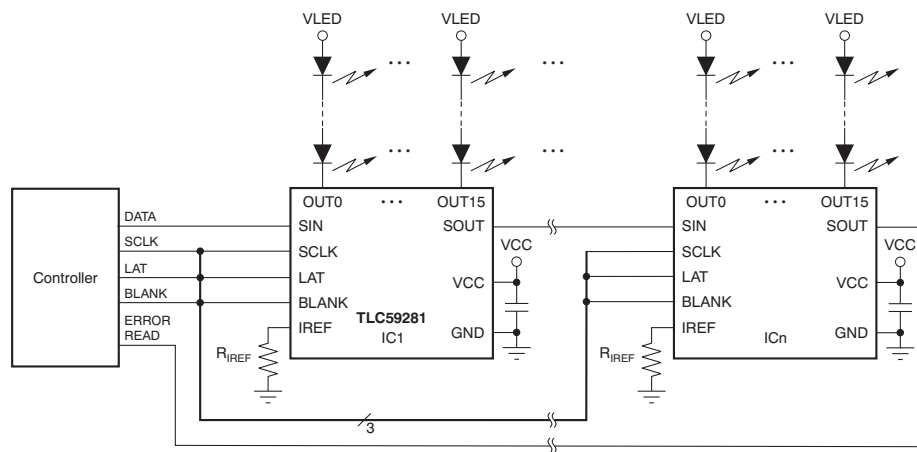 VLED VLED VLED VLED
... ... ... ...
... ... ... ...
OUT0 ... OUT15 OUT0 ... OUT15
DATA SIN SOUT SIN SOUT
SCLK SCLK VCC SCLK VCC
Controller LAT LAT VCC LAT VCC
BLANK BLANK TLC59281 BLANK
ERROR
READ IREF IC1 GND IREF ICn GND
RIREF RIREF
3